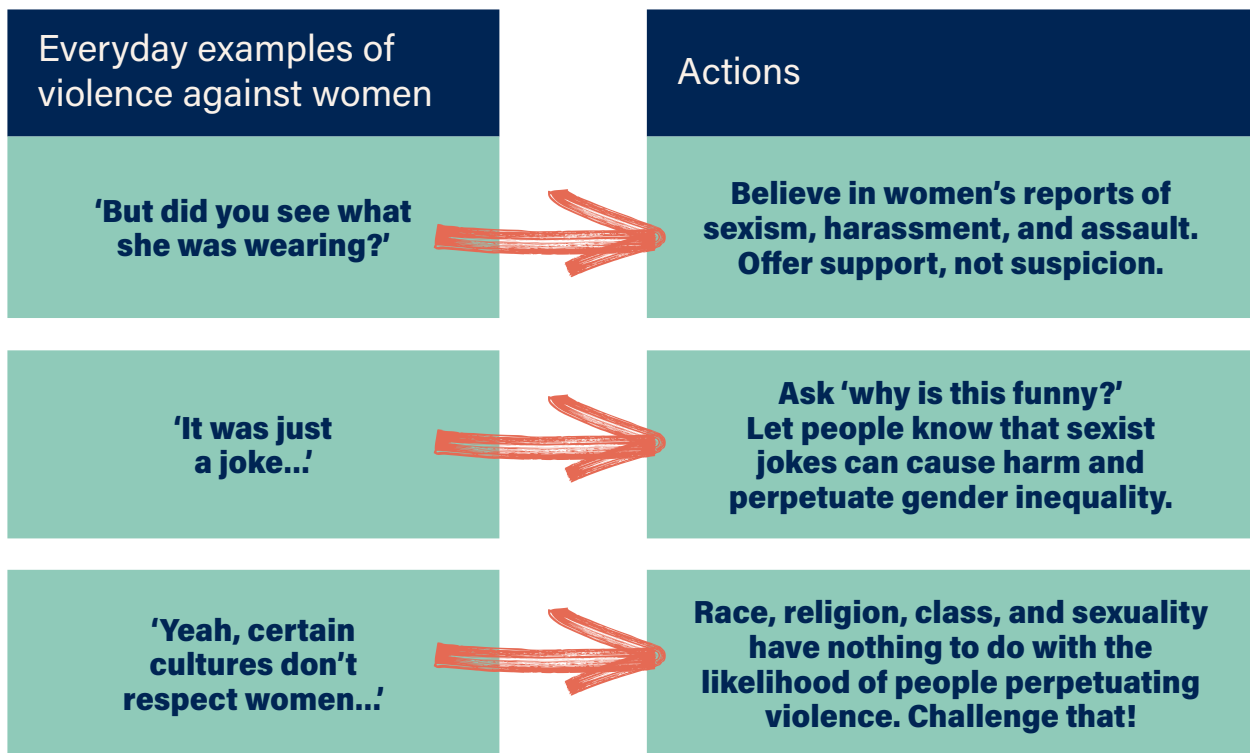 Everyday examples of
violence against women
Actions
‘But did you see what
she was wearing?’
Believe in women’s reports of
sexism, harassment, and assault.
Offer support, not suspicion.
‘It was just
a joke...’
Ask ‘why is this funny?’
Let people know that sexist
jokes can cause harm and
perpetuate gender inequality.
‘Yeah, certain
cultures don’t
respect women...’
Race, religion, class, and sexuality
have nothing to do with the
likelihood of people perpetuating
violence. Challenge that!